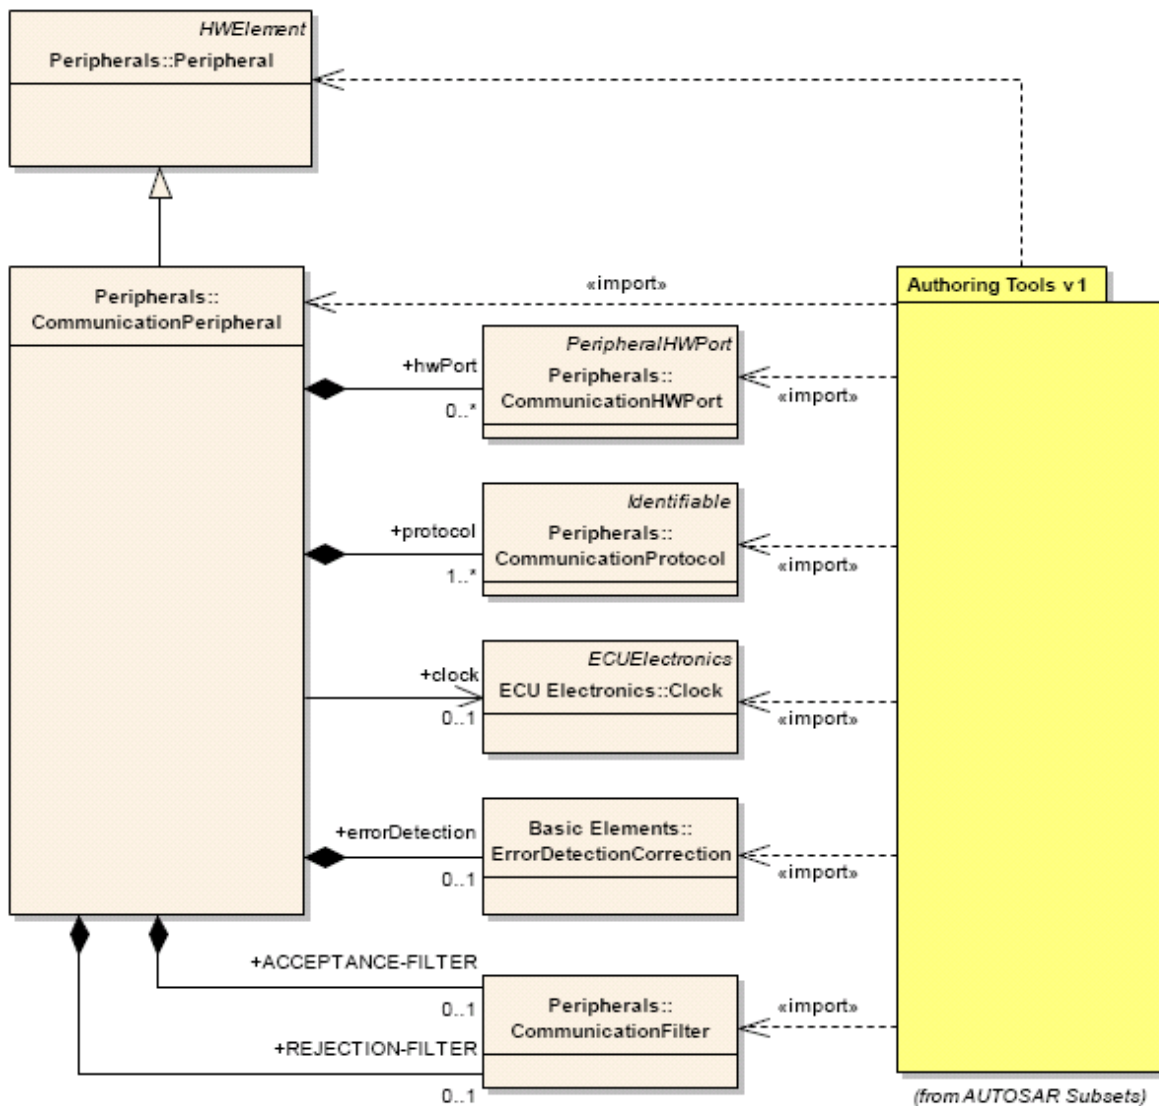 HWElement
Peripherals::Peripheral
Peripherals::
CommunicationPeripheral
«import»
Authoring Tools v1
+hwPort
0..*
PeripheralHWPort
Peripherals::
CommunicationHWPort
«import»
+protocol
1..*
Identifiable
Peripherals::
CommunicationProtocol
«import»
+clock
0..1
ECUElectronics
ECU Electronics::Clock
«import»
+errorDetection
0..1
Basic Elements::
ErrorDetectionCorrection
«import»
+ACCEPTANCE-FILTER
0..1
Peripherals::
CommunicationFilter
«import»
+REJECTION-FILTER
0..1
(from AUTOSAR Subsets)